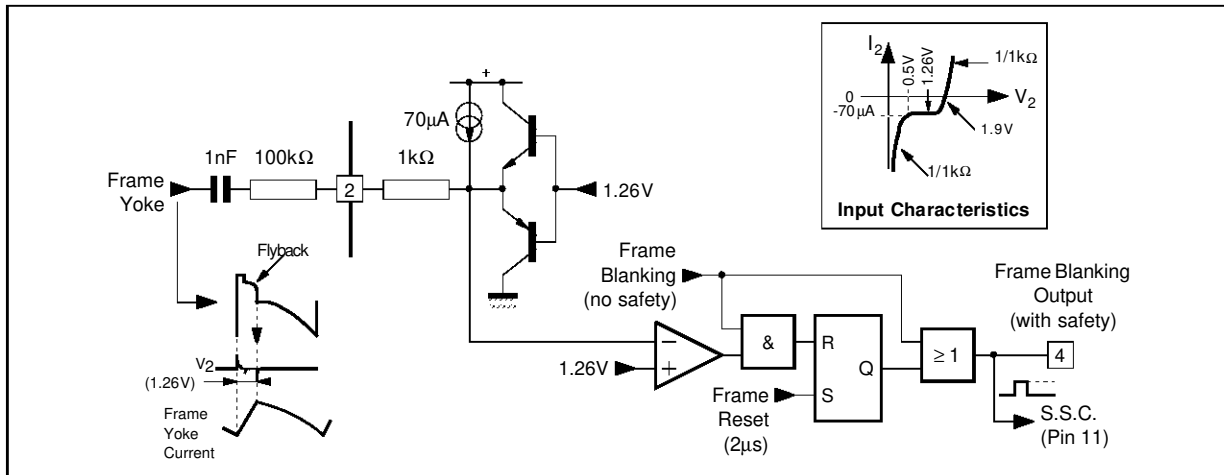 +
70μA
1nF
100kΩ
2
1kΩ
Frame
Yoke
1.26V
I2
0.5V
1.26V
1/1kΩ
0
V2
-70μA
1.9V
1/1kΩ
Input Characteristics
Flyback
V2
(1.26V)
Frame
Yoke
Current
Frame
Blanking
(no safety)
−
+
1.26V
&
R
S
Q
Frame
Reset
(2μs)
≥ 1
Frame Blanking
Output
(with safety)
4
S.S.C.
(Pin 11)